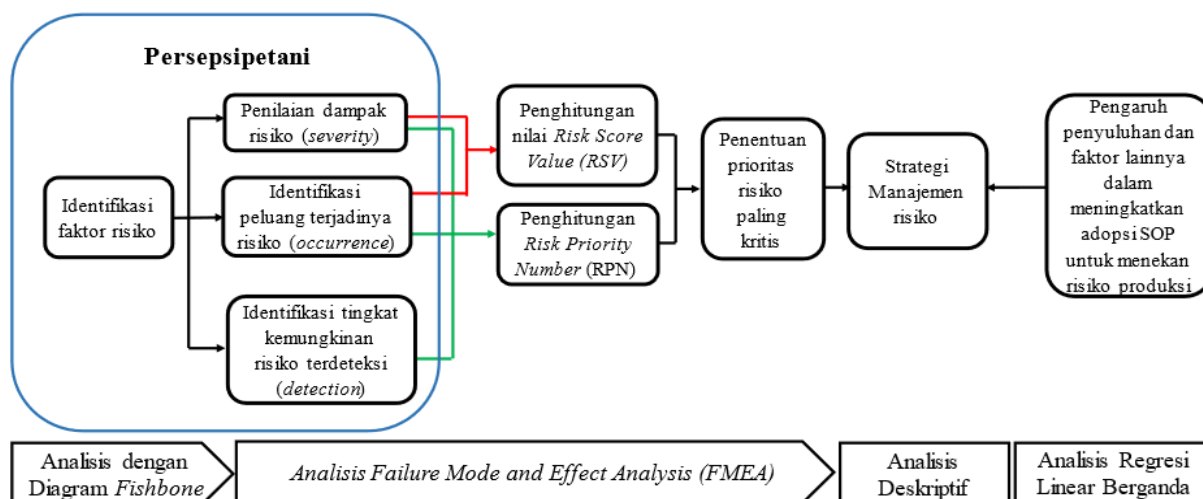 Persepsipetani
Identifikasi
faktor risiko
Penilaian dampak
risiko (severity)
Identifikasi
peluang terjadinya
risiko (occurrence)
Identifikasi tingkat
kemungkinan
risiko terdeteksi
(detection)
Penghitungan
nilai Risk Score
Value (RSV)
Penghitungan
Risk Priority
Number (RPN)
Penentuan
prioritas
risiko
paling
kritis
Strategi
Manajemen
risiko
Pengaruh
penyuluhan dan
faktor lainnya
dalam
meningkatkan
adopsi SOP
untuk menekan
risiko produksi
Analisis dengan
Diagram Fishbone
Analisis Failure Mode and Effect Analysis (FMEA)
Analisis
Deskriptif
Analisis Regresi
Linear Berganda